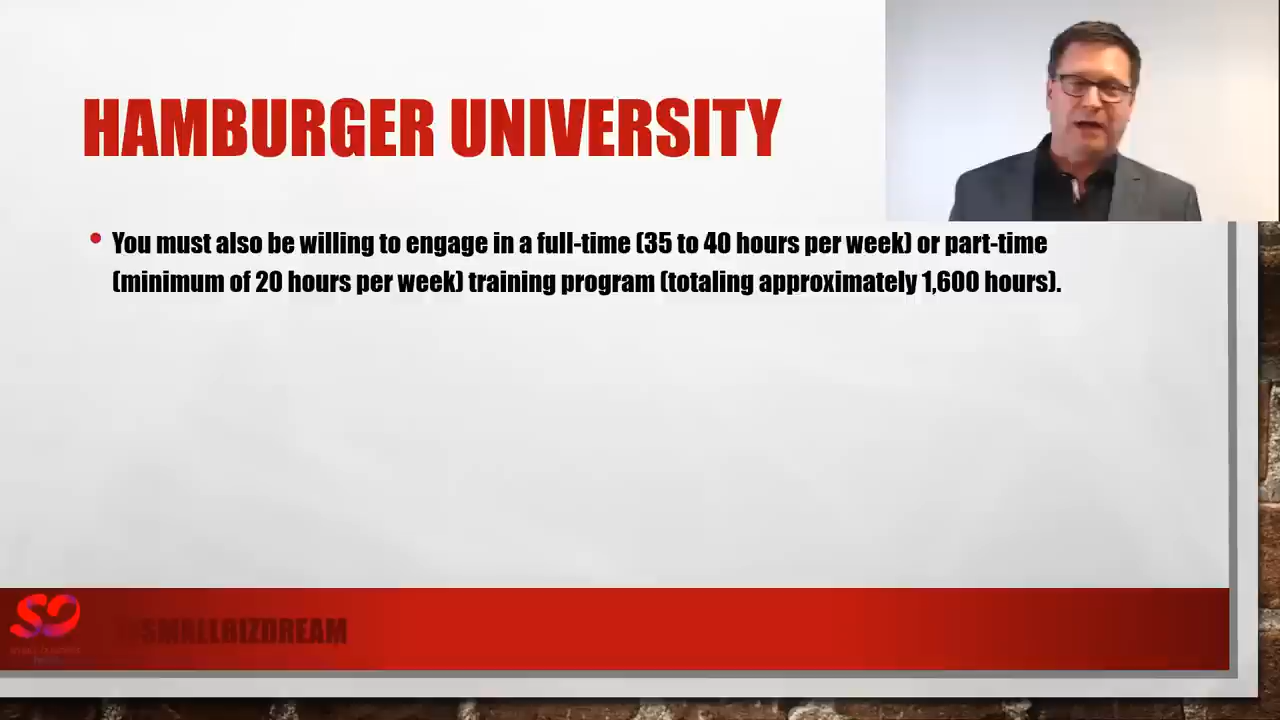 HAMBURGER UNIVERSITY
• You must also be willing to engage in a full-time (35 to 40 hours per week) or part-time
(minimum of 20 hours per week) training program (totaling approximately 1,600 hours).
@SMALLBIZDREAM